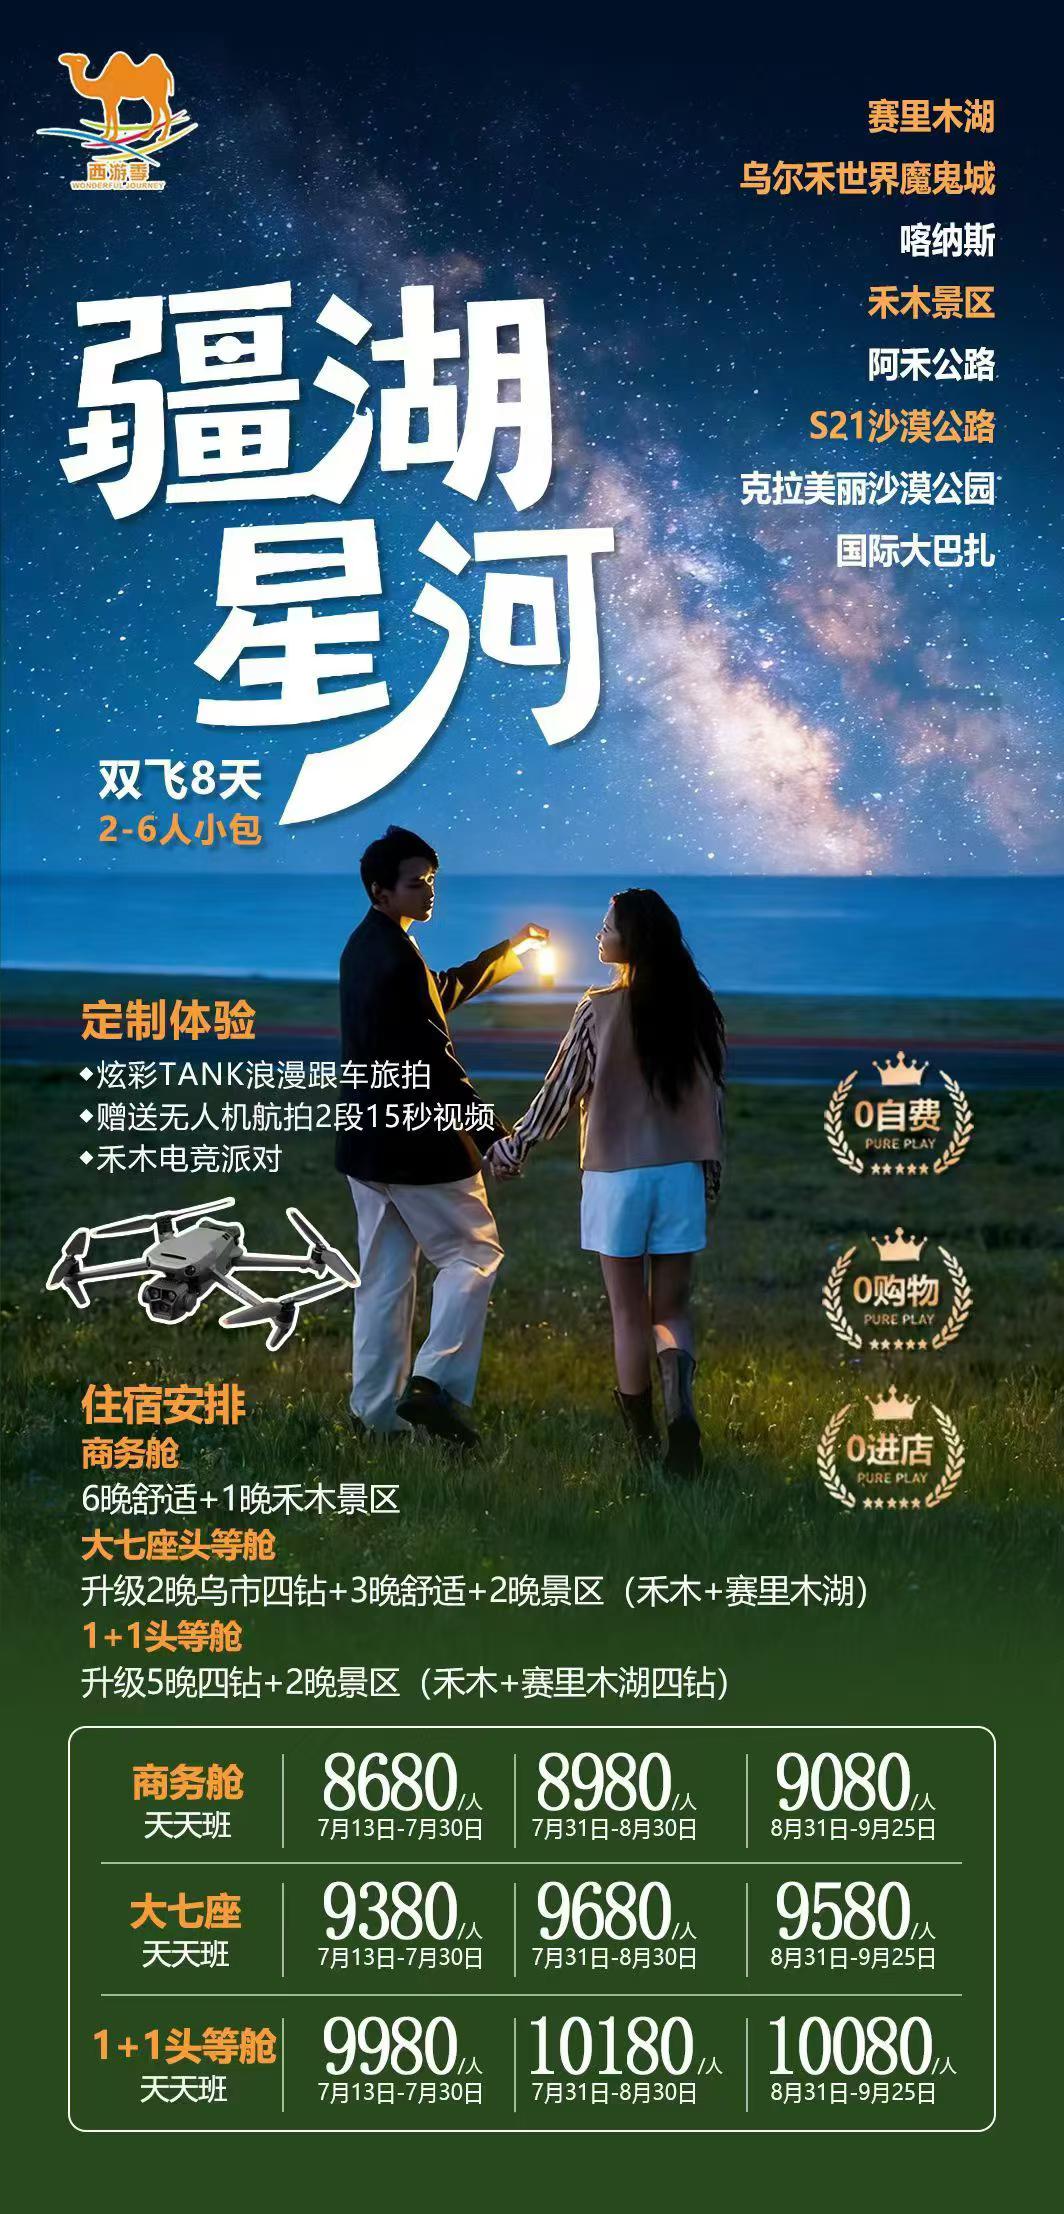 西游季
WONDERFUL JOURNEY
赛里木湖
乌尔禾世界魔鬼城
喀纳斯
禾木景区
阿禾公路
S21沙漠公路
克拉美丽沙漠公园
国际大巴扎
疆湖
星河
双飞8天
2-6人小包
定制体验
◆炫彩TANK浪漫跟车旅拍
◆赠送无人机航拍2段15秒视频
◆禾木电竞派对
0自费
PURE PLAY
0购物
PURE PLAY
0进店
PURE PLAY
住宿安排
商务舱
6晚舒适+1晚禾木景区
大七座头等舱
升级2晚乌市四钻+3晚舒适+2晚景区（禾木+赛里木湖）
1+1头等舱
升级5晚四钻+2晚景区（禾木+赛里木湖四钻）
商务舱 8680/人 8980/人 9080/人
天天班 7月13日-7月30日 7月31日-8月30日 8月31日-9月25日
大七座 9380/人 9680/人 9580/人
天天班 7月13日-7月30日 7月31日-8月30日 8月31日-9月25日
1+1头等舱 9980/人 10180/人 10080/人
天天班 7月13日-7月30日 7月31日-8月30日 8月31日-9月25日